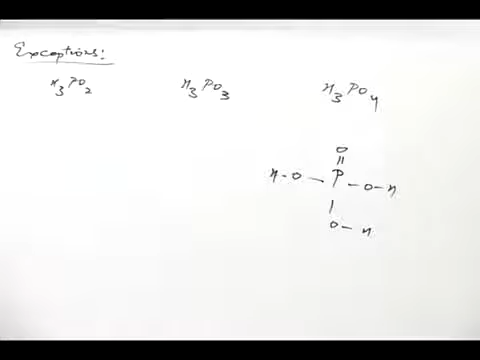 Exceptions:
H3PO2 H3PO3 H3PO4
O
||
H-O-P-O-H
|
O-H